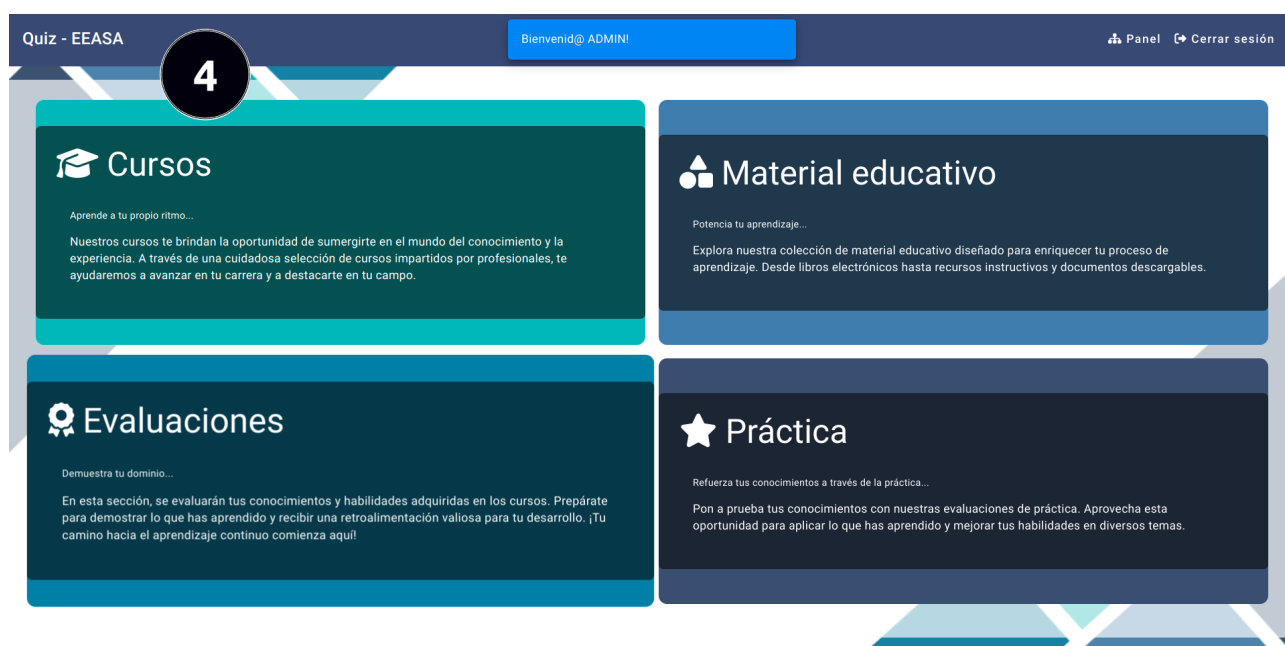 Quiz - EEASA
4
Bienvenid@ ADMIN!
Panel
Cerrar sesión
Cursos
Aprende a tu propio ritmo...
Nuestros cursos te brindan la oportunidad de sumergirte en el mundo del conocimiento y la
experiencia. A través de una cuidadosa selección de cursos impartidos por profesionales, te
ayudaremos a avanzar en tu carrera y a destacarte en tu campo.
Material educativo
Potencia tu aprendizaje...
Explora nuestra colección de material educativo diseñado para enriquecer tu proceso de
aprendizaje. Desde libros electrónicos hasta recursos instructivos y documentos descargables.
Evaluaciones
Demuestra tu dominio...
En esta sección, se evaluarán tus conocimientos y habilidades adquiridas en los cursos. Prepárate
para demostrar lo que has aprendido y recibir una retroalimentación valiosa para tu desarrollo. ¡Tu
camino hacia el aprendizaje continuo comienza aquí!
Práctica
Refuerza tus conocimientos a través de la práctica...
Pon a prueba tus conocimientos con nuestras evaluaciones de práctica. Aprovecha esta
oportunidad para aplicar lo que has aprendido y mejorar tus habilidades en diversos temas.